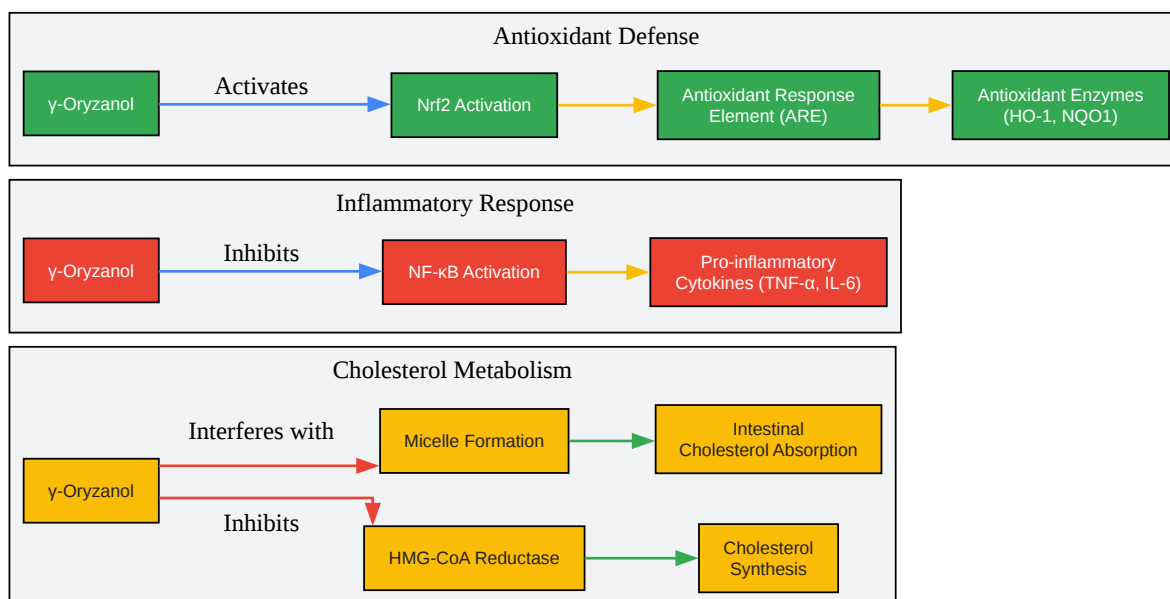 Antioxidant Defense
γ-Oryzanol
Activates
Nrf2 Activation
Antioxidant Response
Element (ARE)
Antioxidant Enzymes
(HO-1, NQO1)
Inflammatory Response
γ-Oryzanol
Inhibits
NF-κB Activation
Pro-inflammatory
Cytokines (TNF-α, IL-6)
Cholesterol Metabolism
γ-Oryzanol
Interferes with
Micelle Formation
Intestinal
Cholesterol Absorption
Inhibits
HMG-CoA Reductase
Cholesterol
Synthesis